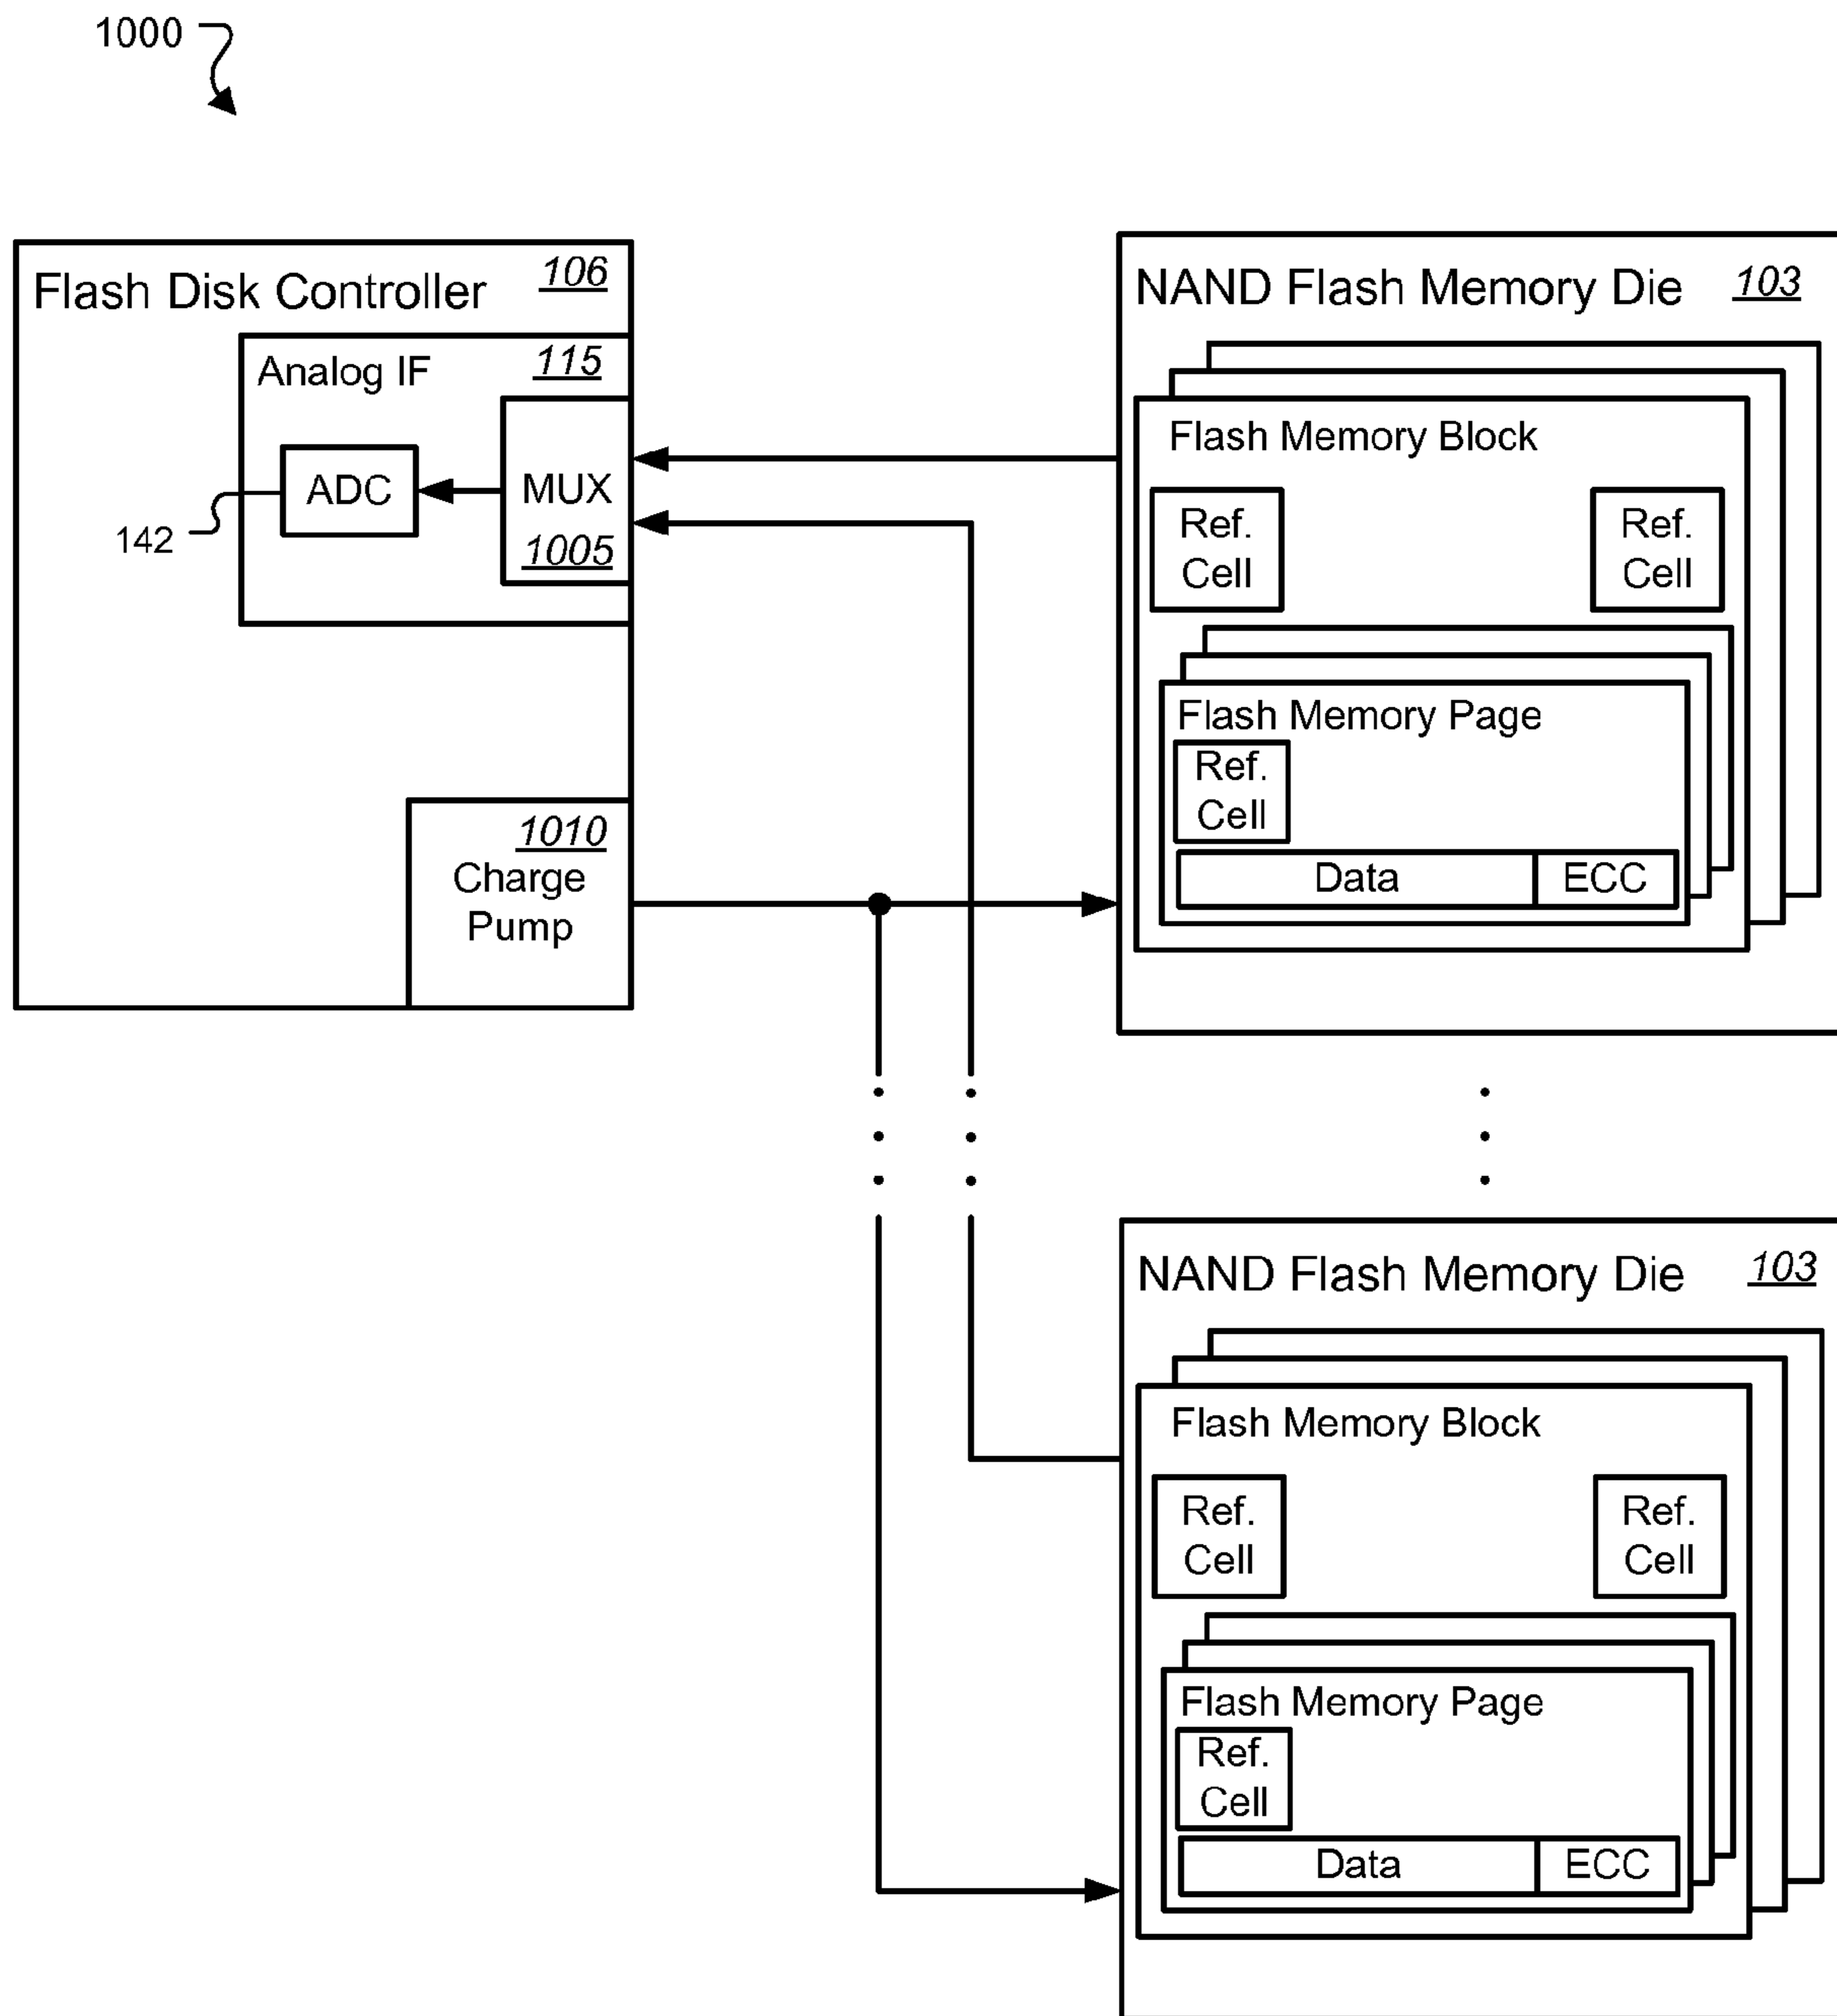 1000
Flash Disk Controller 106
Analog IF 115
ADC
MUX
1005
142
1010
Charge
Pump
NAND Flash Memory Die 103
Flash Memory Block
Ref.
Cell
Ref.
Cell
Flash Memory Page
Ref.
Cell
Data ECC
NAND Flash Memory Die 103
Flash Memory Block
Ref.
Cell
Ref.
Cell
Flash Memory Page
Ref.
Cell
Data ECC